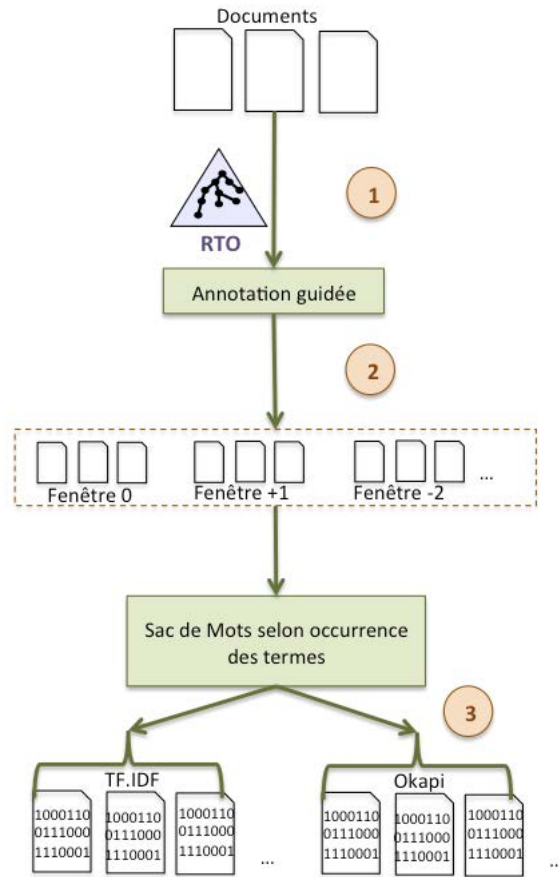 Documents
1
RTO
Annotation guidée
2
Fenêtre 0 Fenêtre +1 Fenêtre -2 ...
Sac de Mots selon occurrence
des termes
3
TF.IDF Okapi
1000110 1000110 1000110 1000110 1000110 1000110
0111000 0111000 0111000 0111000 0111000 0111000
1110001 1110001 1110001 ... 1110001 1110001 1110001 ..